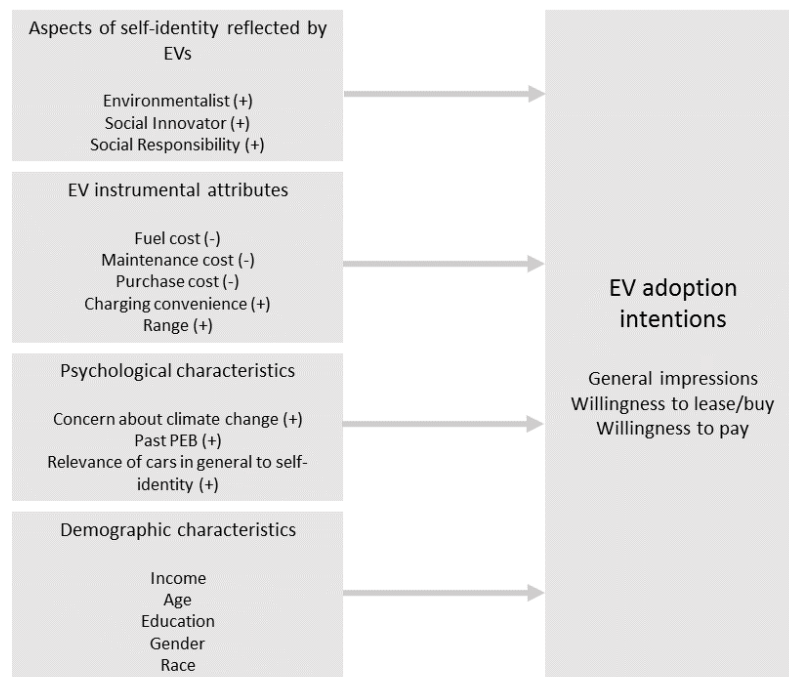 Aspects of self-identity reflected by
EVs
Environmentalist (+)
Social Innovator (+)
Social Responsibility (+)
EV instrumental attributes
Fuel cost (-)
Maintenance cost (-)
Purchase cost (-)
Charging convenience (+)
Range (+)
Psychological characteristics
Concern about climate change (+)
Past PEB (+)
Relevance of cars in general to self-
identity (+)
Demographic characteristics
Income
Age
Education
Gender
Race
EV adoption
intentions
General impressions
Willingness to lease/buy
Willingness to pay